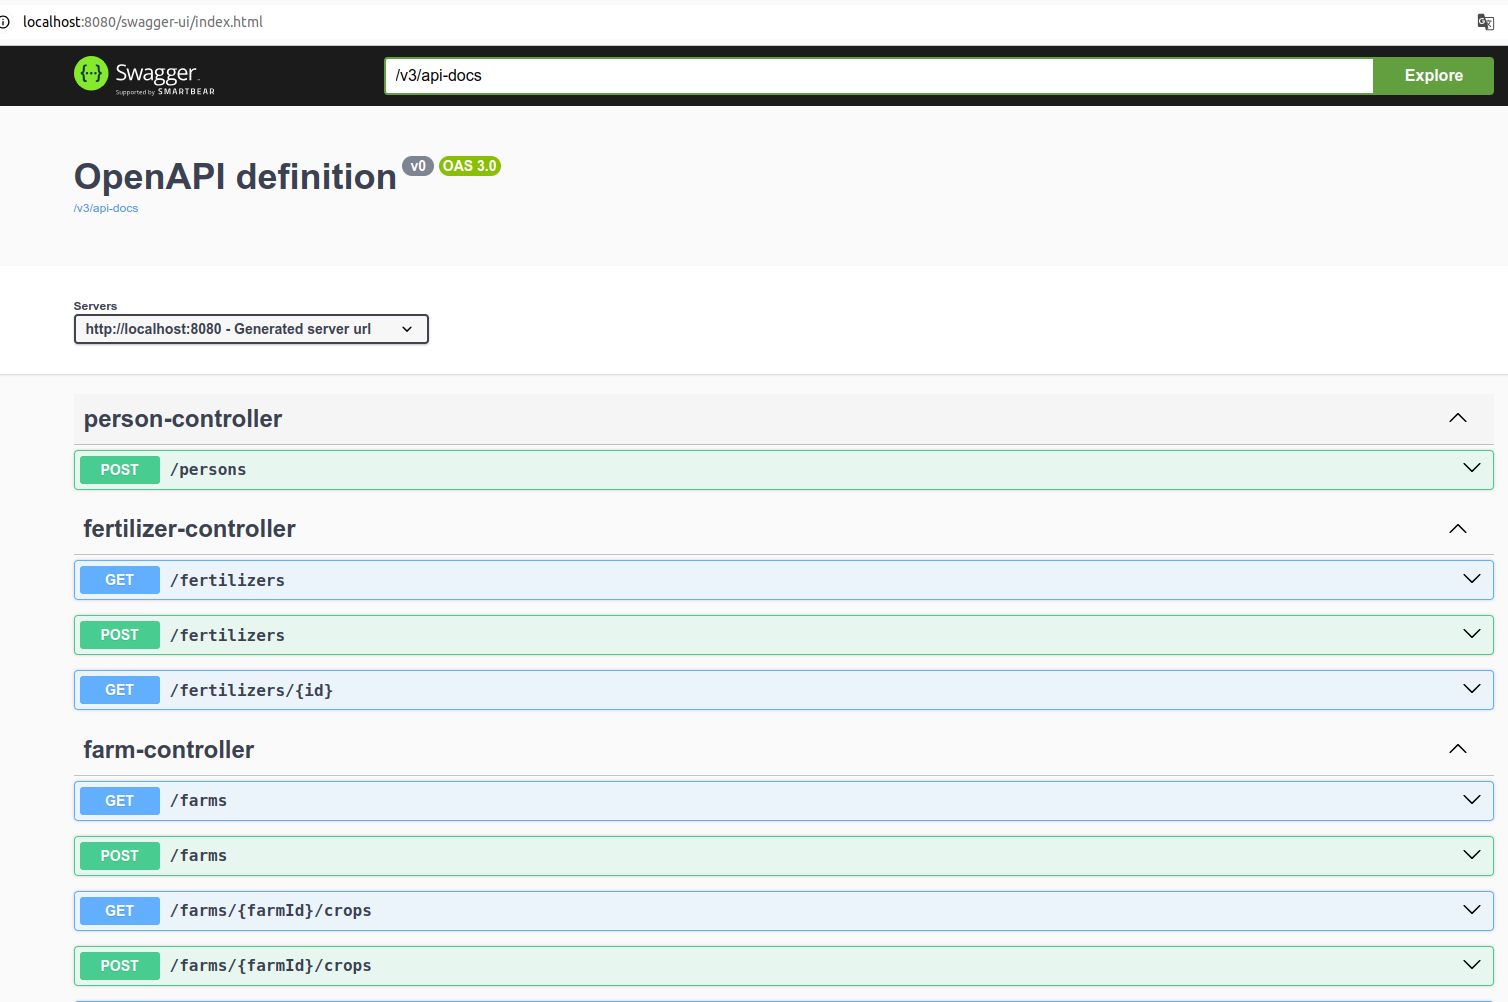 localhost:8080/swagger-ui/index.html
Swagger.
Supported by SMARTBEAR
/v3/api-docs
Explore
OpenAPI definition v0 OAS 3.0
/v3/api-docs
Servers
http://localhost:8080 - Generated server url
person-controller
POST /persons
fertilizer-controller
GET /fertilizers
POST /fertilizers
GET /fertilizers/{id}
farm-controller
GET /farms
POST /farms
GET /farms/{farmId}/crops
POST /farms/{farmId}/crops